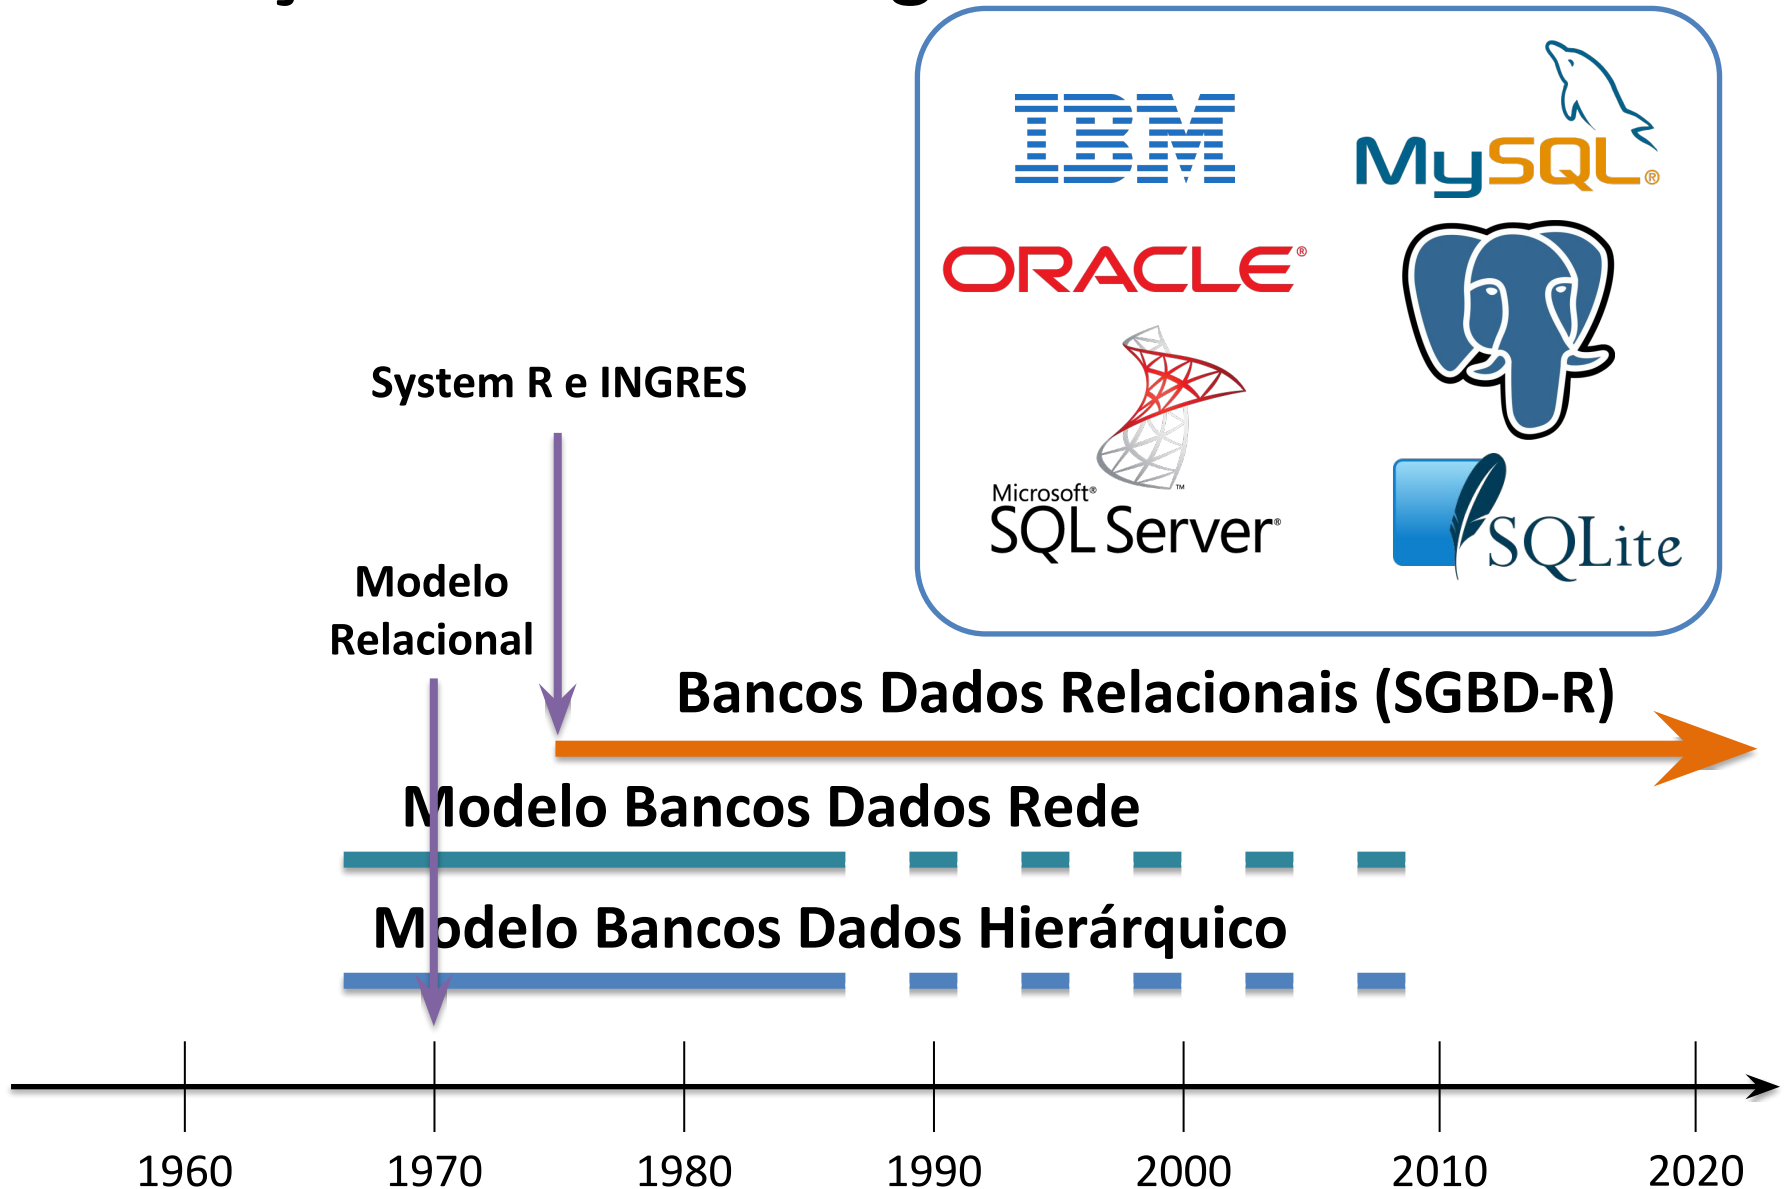 IBM
MySQL®
ORACLE®
System R e INGRES
Microsoft®
SQL Server®
™
SQLite
Modelo
Relacional
Bancos Dados Relacionais (SGBD-R)
Modelo Bancos Dados Rede
Modelo Bancos Dados Hierárquico
1960 1970 1980 1990 2000 2010 2020